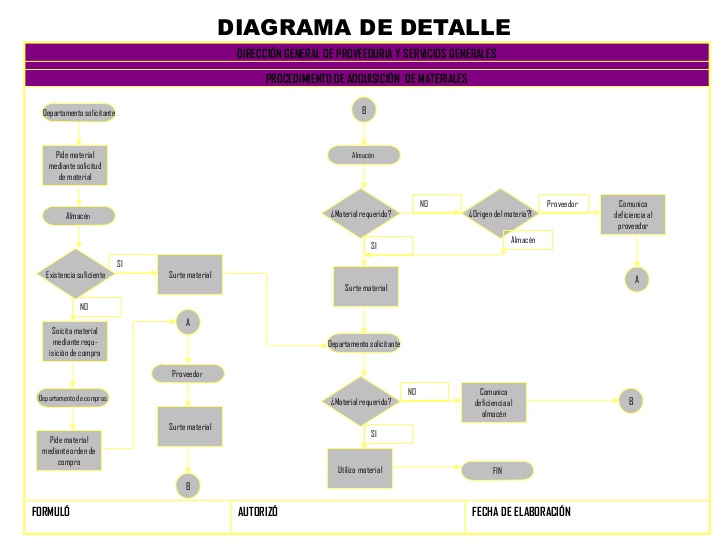 DIAGRAMA DE DETALLE
DIRECCIÓN GENERAL DE PROVEEDURIA Y SERVICIOS GENERALES
PROCEDIMIENTO DE ADQUISICIÓN DE MATERIALES
Departamento solicitante
Pide material
mediante solicitud
de material
Almacén
Existencia suficiente
SI
Surte material
NO
Soicita material
mediante requ-
isición de compra
Departamento de compras
Pide material
mediante orden de
compra
A
Proveedor
Surte material
B
B
Almacén
¿Material requerido?
NO
¿Origen del materia?l
Proveedor
Comunica
deficiencia al
proveedor
A
SI
Almacén
Surte material
Departamento solicitante
¿Material requerido?
NO
Comunica
deficiencia al
almacén
B
SI
Utiliza material
FIN
FORMULÓ
AUTORIZÓ
FECHA DE ELABORACIÓN